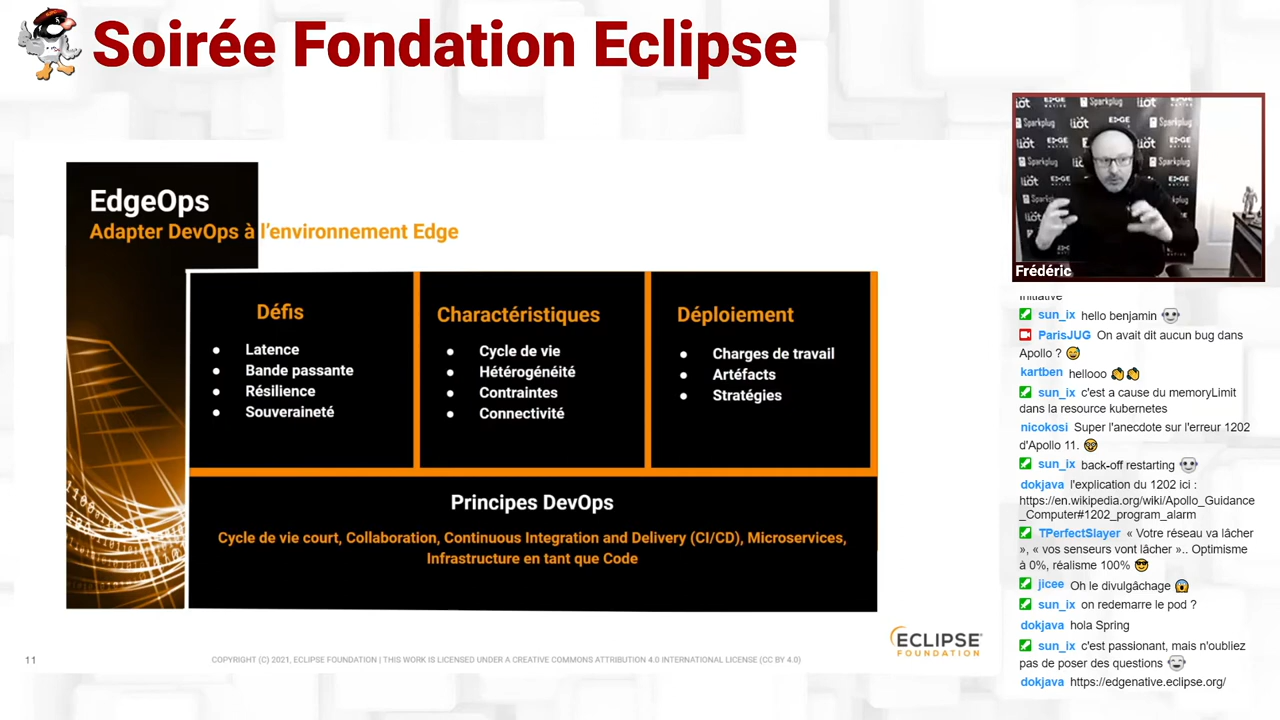 Soirée Fondation Eclipse
EdgeOps
Adapter DevOps à l'environnement Edge
Défis
• Latence
• Bande passante
• Résilience
• Souveraineté
Charactéristiques
• Cycle de vie
• Hétérogénéité
• Contraintes
• Connectivité
Déploiement
• Charges de travail
• Artéfacts
• Stratégies
Principes DevOps
Cycle de vie court, Collaboration, Continuous Integration and Delivery (CI/CD), Microservices,
Infrastructure en tant que Code
ECLIPSE
FOUNDATION
11
COPYRIGHT (C) 2021, ECLIPSE FOUNDATION | THIS WORK IS LICENSED UNDER A CREATIVE COMMONS ATTRIBUTION 4.0 INTERNATIONAL LICENSE (CC BY 4.0)
Sparkplug
iiot
EDGE
NATIVE
Frédéric
Initiative
sun_ix hello benjamin
ParisJUG On avait dit aucun bug dans
Apollo ? 😅
kartben hellooo 👏👏
sun_ix c'est a cause du memoryLimit
dans la resource kubernetes
nicokosi Super l'anecdote sur l'erreur 1202
d'Apollo 11. 🤓
sun_ix back-off restarting
dokjava l'explication du 1202 ici :
https://en.wikipedia.org/wiki/Apollo_Guidance
_Computer#1202_program_alarm
TPerfectSlayer « Votre réseau va lâcher
», « vos senseurs vont lâcher ».. Optimisme
à 0%, réalisme 100% 😎
jicee Oh le divulgâchage 😱
sun_ix on redemarre le pod ?
dokjava hola Spring
sun_ix c'est passionant, mais n'oubliez
pas de poser des questions
dokjava https://edgenative.eclipse.org/